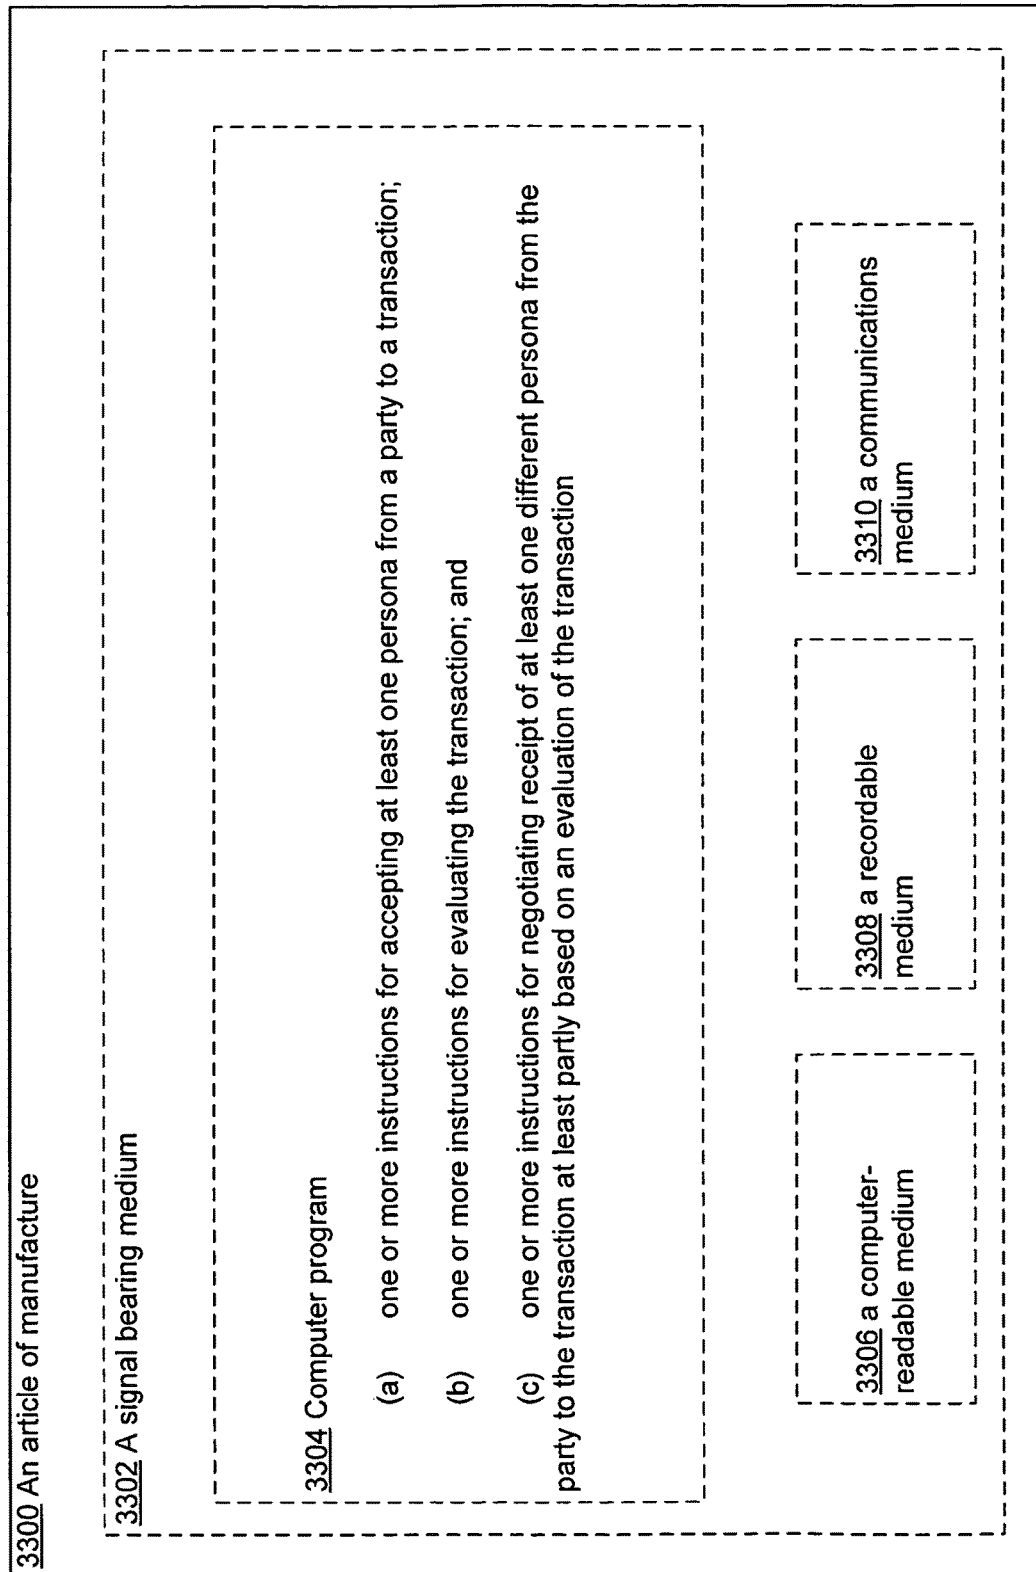 3300 An article of manufacture
3302 A signal bearing medium
3304 Computer program
(a) one or more instructions for accepting at least one persona from a party to a transaction;
(b) one or more instructions for evaluating the transaction; and
(c) one or more instructions for negotiating receipt of at least one different persona from the
party to the transaction at least partly based on an evaluation of the transaction
3306 a computer-
readable medium
3308 a recordable
medium
3310 a communications
medium